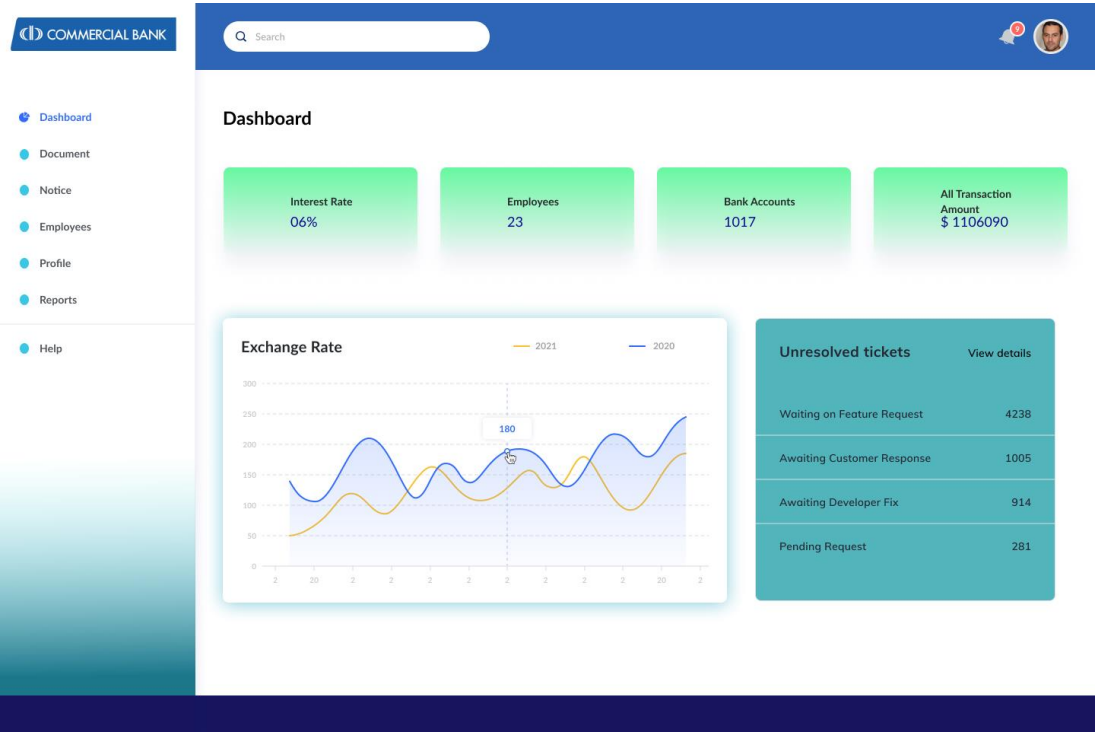 COMMERCIAL BANK
Search
9
Dashboard
Document
Notice
Employees
Profile
Reports
Help
Dashboard
Interest Rate
06%
Employees
23
Bank Accounts
1017
All Transaction
Amount
$ 1106090
Exchange Rate
2021
2020
300
250
200
150
100
50
0
180
2 20 2 2 2 2 2 2 2 2 20 2
Unresolved tickets View details
Waiting on Feature Request 4238
Awaiting Customer Response 1005
Awaiting Developer Fix 914
Pending Request 281